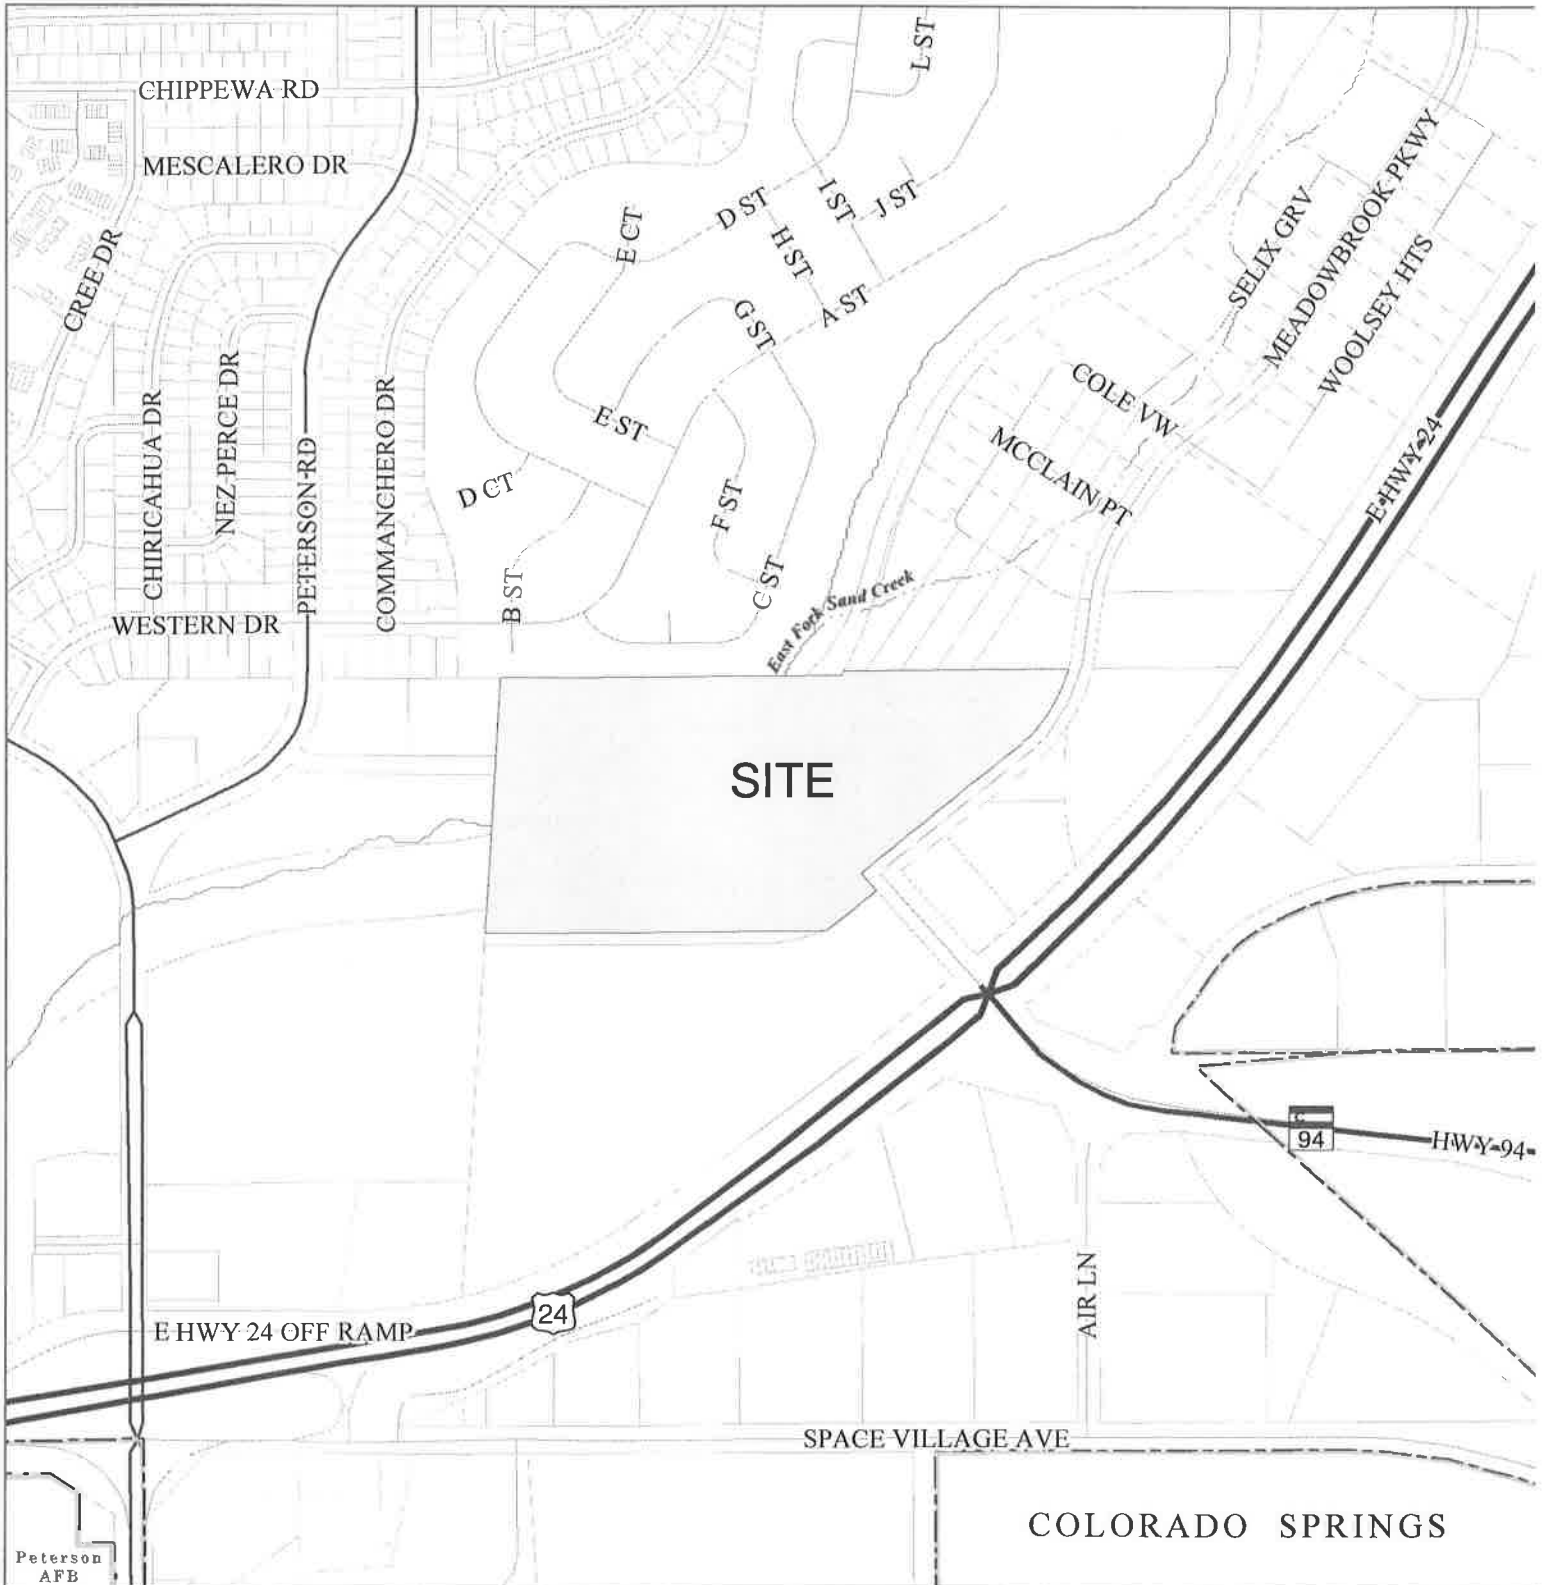 L ST
CHIPPEWA RD
MESCALERO DR
I ST
J ST
D ST
E CT
H ST
CREE DR
SELIX GRV
MEADOWBROOK PKWY
WOOLSEY HTS
G ST
A ST
CHIRICAHUA DR
NEZ PERCE DR
PETERSON RD
COMMANCHERO DR
E ST
COLE VW
MCCLAIN PT
E HWY 24
D CT
F ST
B ST
C ST
East Fork Sand Creek
WESTERN DR
SITE
C
94
HWY 94
AIR LN
24
E HWY 24 OFF RAMP
SPACE VILLAGE AVE
COLORADO SPRINGS
Peterson
AFB